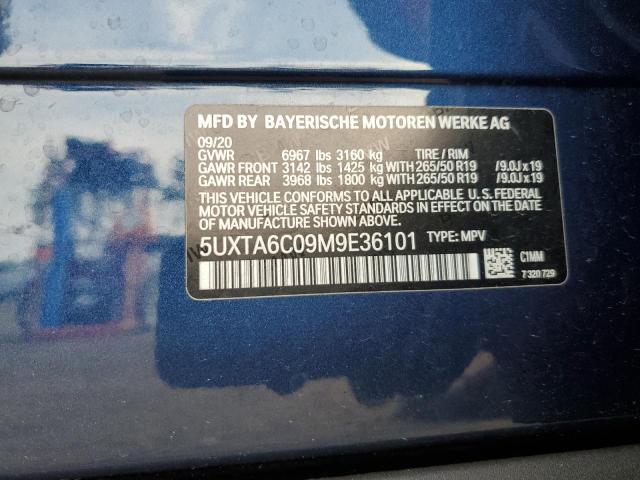 MFD BY BAYERISCHE MOTOREN WERKE AG
09/20
GVWR 6967 lbs 3160 kg TIRE / RIM
GAWR FRONT 3142 lbs 1425 kg WITH 265/50 R19 /9.0J x 19
GAWR REAR 3968 lbs 1800 kg WITH 265/50 R19 /9.0J x 19
THIS VEHICLE CONFORMS TO ALL APPLICABLE U.S. FEDERAL
MOTOR VEHICLE SAFETY STANDARDS IN EFFECT ON THE DATE OF
MANUFACTURE SHOWN ABOVE.
5UXTA6C09M9E36101 TYPE: MPV
C1MM
7 320 729